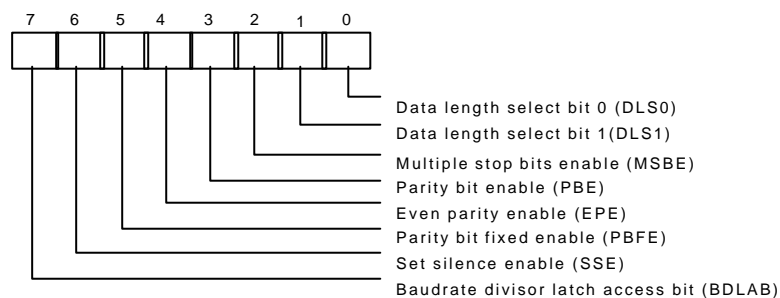 7 6 5 4 3 2 1 0
Data length select bit 0 (DLS0)
Data length select bit 1(DLS1)
Multiple stop bits enable (MSBE)
Parity bit enable (PBE)
Even parity enable (EPE)
Parity bit fixed enable (PBFE)
Set silence enable (SSE)
Baudrate divisor latch access bit (BDLAB)